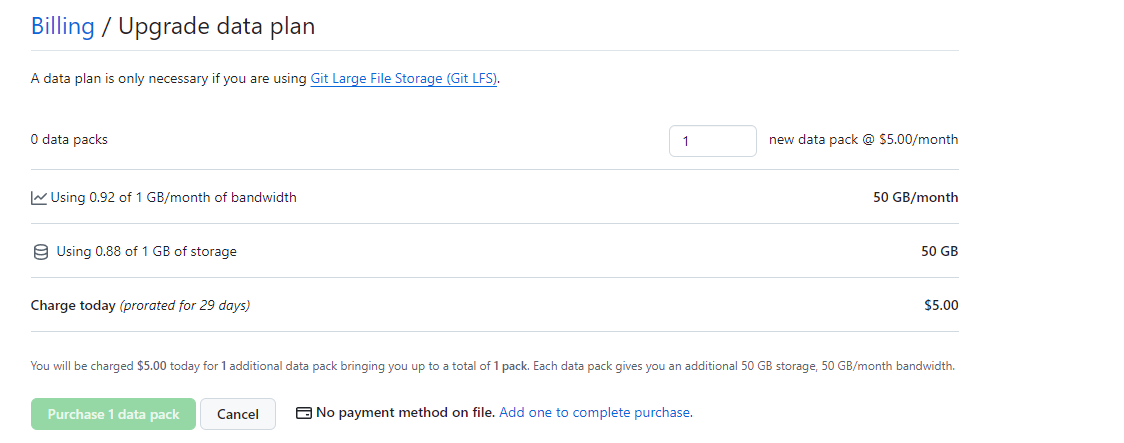 Billing / Upgrade data plan
A data plan is only necessary if you are using Git Large File Storage (Git LFS).
0 data packs 1 new data pack @ $5.00/month
Using 0.92 of 1 GB/month of bandwidth 50 GB/month
Using 0.88 of 1 GB of storage 50 GB
Charge today (prorated for 29 days) $5.00
You will be charged $5.00 today for 1 additional data pack bringing you up to a total of 1 pack. Each data pack gives you an additional 50 GB storage, 50 GB/month bandwidth.
Purchase 1 data pack Cancel No payment method on file. Add one to complete purchase.